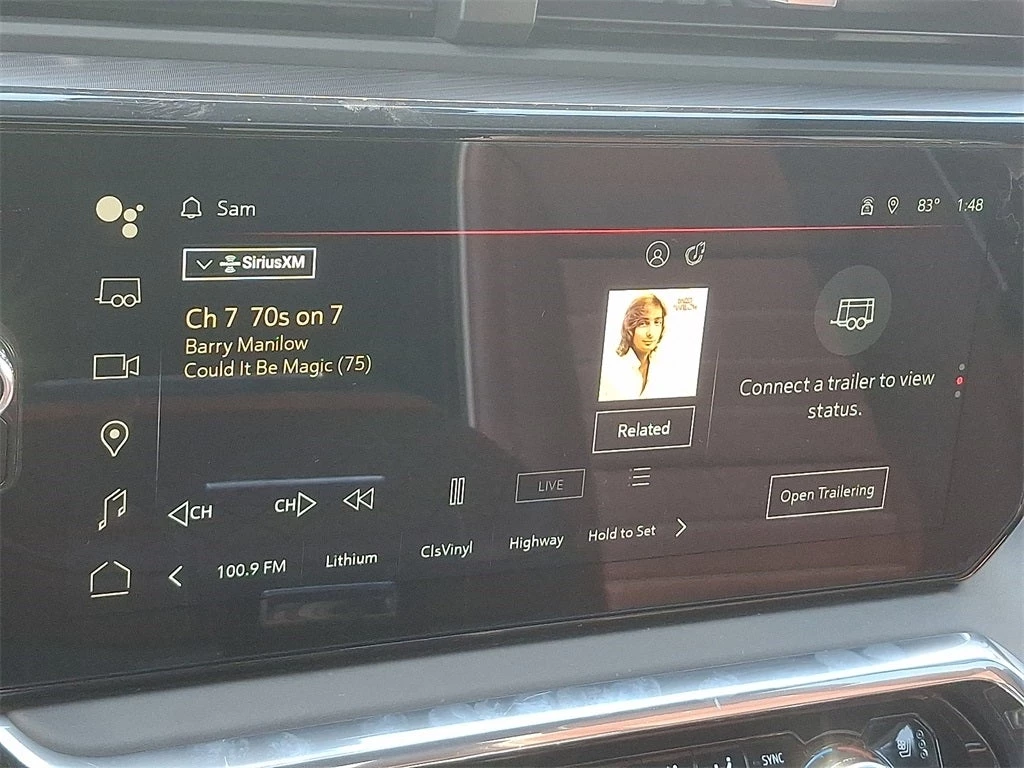 Sam
83° 1:48
SiriusXM
Ch 7 70s on 7
Barry Manilow
Could It Be Magic (75)
Related
Connect a trailer to view
status.
Open Trailering
CH
CH
LIVE
100.9 FM
Lithium
ClsVinyl
Highway
Hold to Set
SYNC